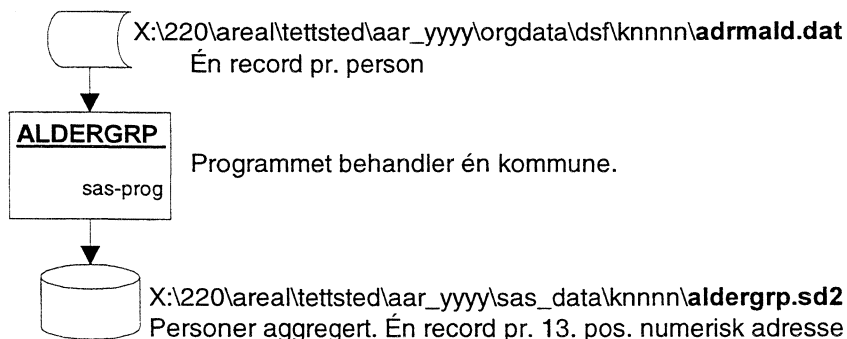 X:\220\areal\tettsted\aar_yyyy\orgdata\dsf\knnnn\adrmald.dat
Én record pr. person
ALDERGRP
Programmet behandler én kommune.
sas-prog
X:\220\areal\tettsted\aar_yyyy\sas_data\knnnn\aldergrp.sd2
Personer aggregert. Én record pr. 13. pos. numerisk adresse